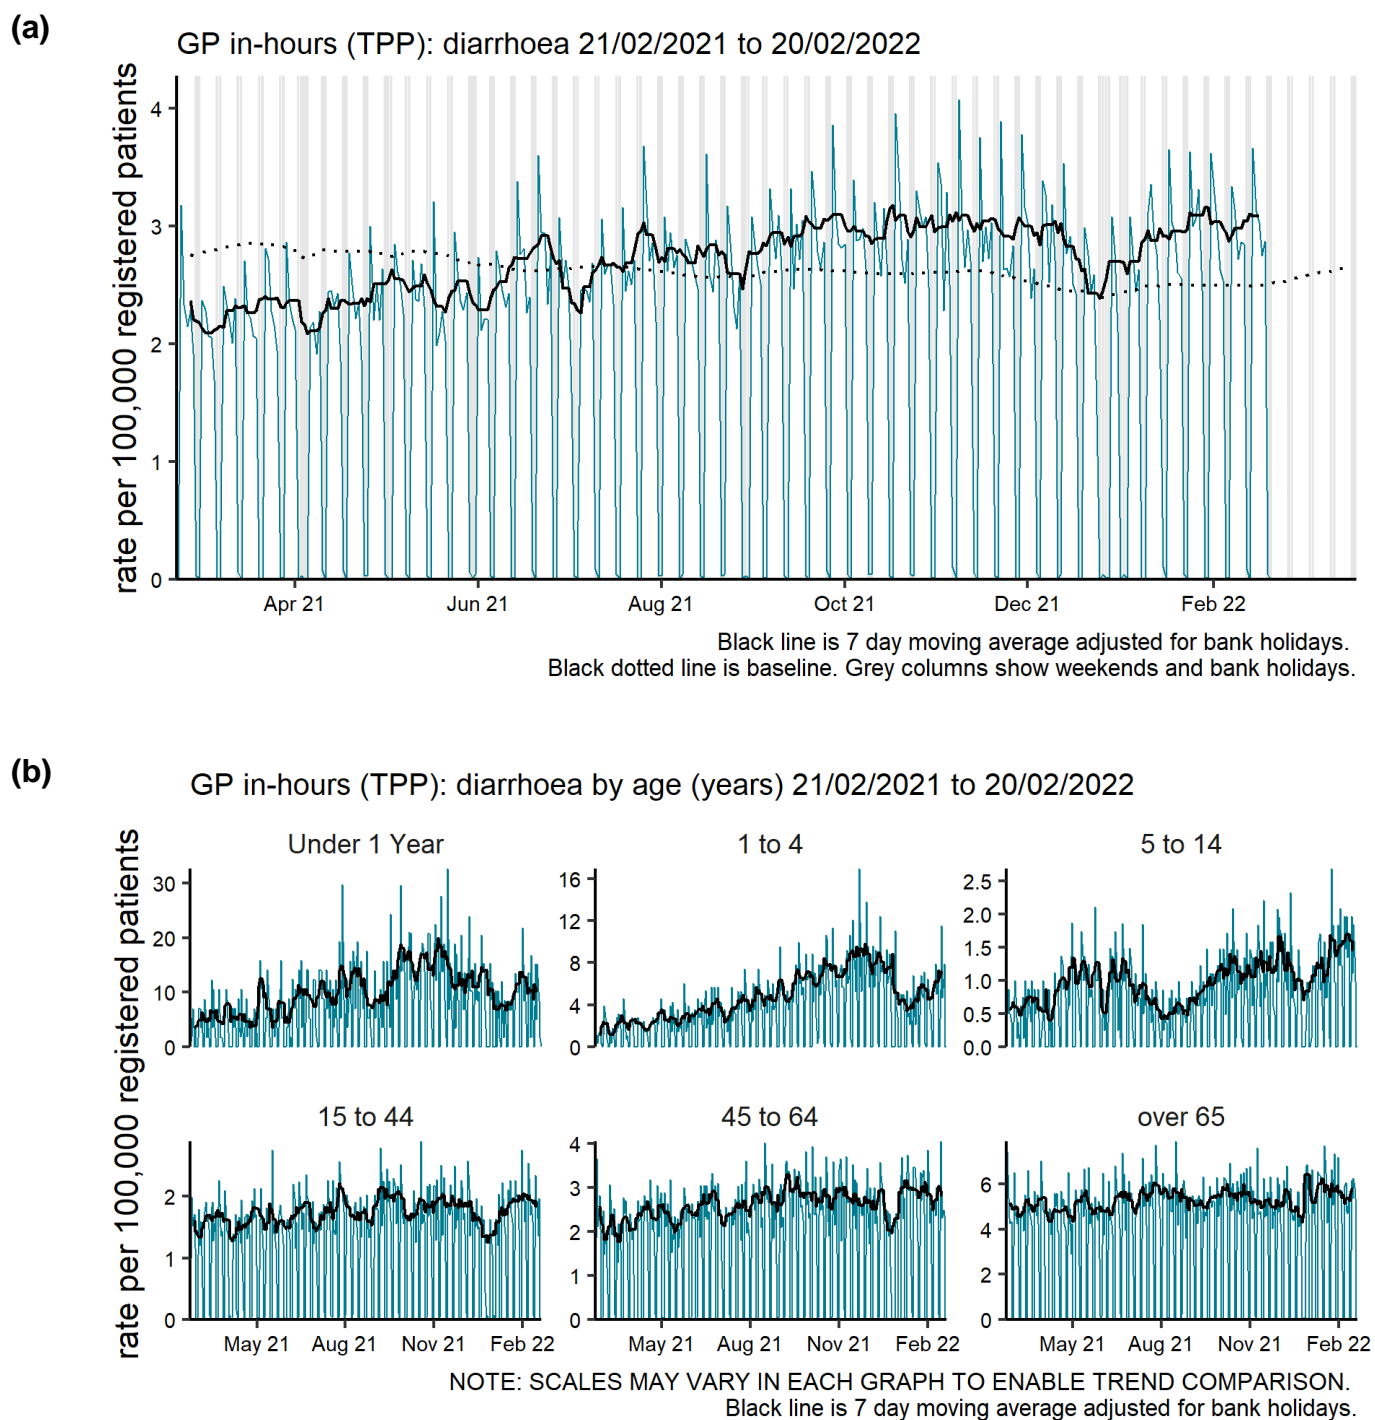 (a)
GP in-hours (TPP): diarrhoea 21/02/2021 to 20/02/2022
rate per 100,000 registered patients
4
3
2
1
0
Apr 21
Jun 21
Aug 21
Oct 21
Dec 21
Feb 22
Black line is 7 day moving average adjusted for bank holidays.
Black dotted line is baseline. Grey columns show weekends and bank holidays.
(b)
GP in-hours (TPP): diarrhoea by age (years) 21/02/2021 to 20/02/2022
rate per 100,000 registered patients
Under 1 Year
30
20
10
0
1 to 4
16
12
8
4
0
5 to 14
2.5
2.0
1.5
1.0
0.5
0.0
15 to 44
2
1
0
May 21
Aug 21
Nov 21
Feb 22
45 to 64
4
3
2
1
0
May 21
Aug 21
Nov 21
Feb 22
over 65
6
4
2
0
May 21
Aug 21
Nov 21
Feb 22
NOTE: SCALES MAY VARY IN EACH GRAPH TO ENABLE TREND COMPARISON.
Black line is 7 day moving average adjusted for bank holidays.